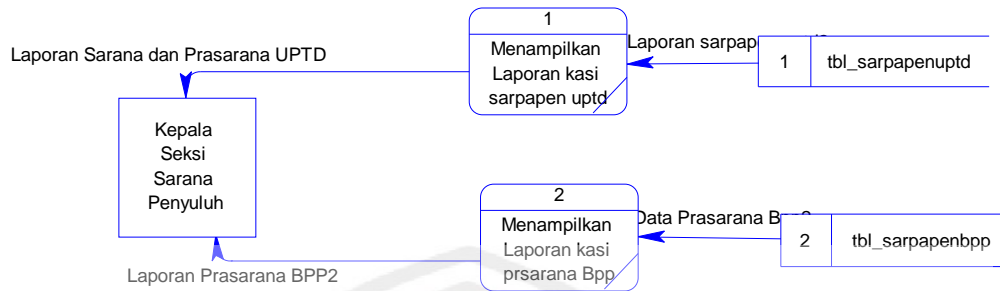 1
Laporan Sarana dan Prasarana UPTD
Menampilkan
Laporan kasi
sarpapen uptd
Laporan
1
tbl_sarpapenuptd
Kepala
Seksi
Sarana
Penyuluh
2
Menampilkan
Laporan kasi
prsarana Bpp
Data Prasarana
2
tbl_sarpapenbpp
Laporan Prasarana BPP2